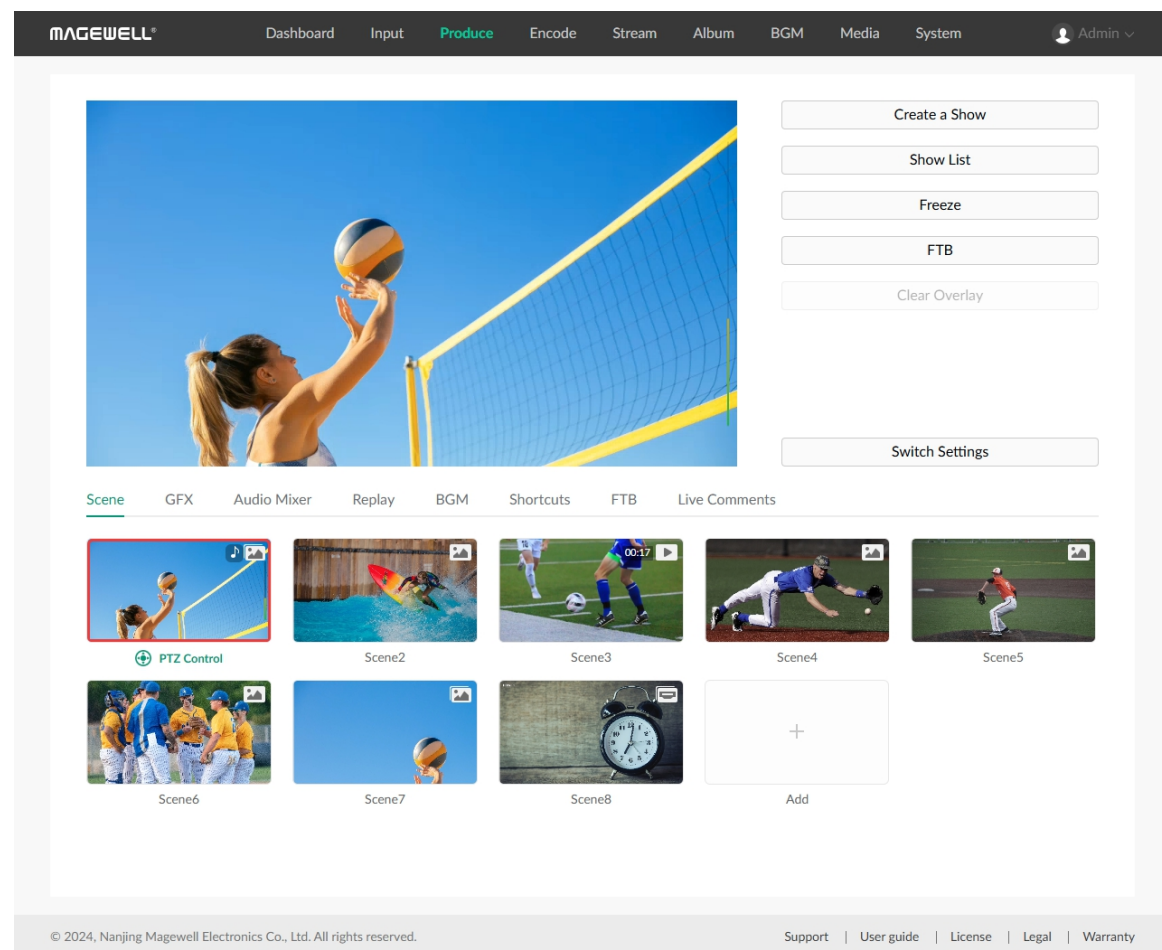 MAGEWELL®
Dashboard Input Produce Encode Stream Album BGM Media System Admin
Create a Show
Show List
Freeze
FTB
Clear Overlay
Switch Settings
Scene GFX Audio Mixer Replay BGM Shortcuts FTB Live Comments
00:17
PTZ Control Scene2 Scene3 Scene4 Scene5
Scene6 Scene7 Scene8 Add
© 2024, Nanjing Magewell Electronics Co., Ltd. All rights reserved. Support | User guide | License | Legal | Warranty